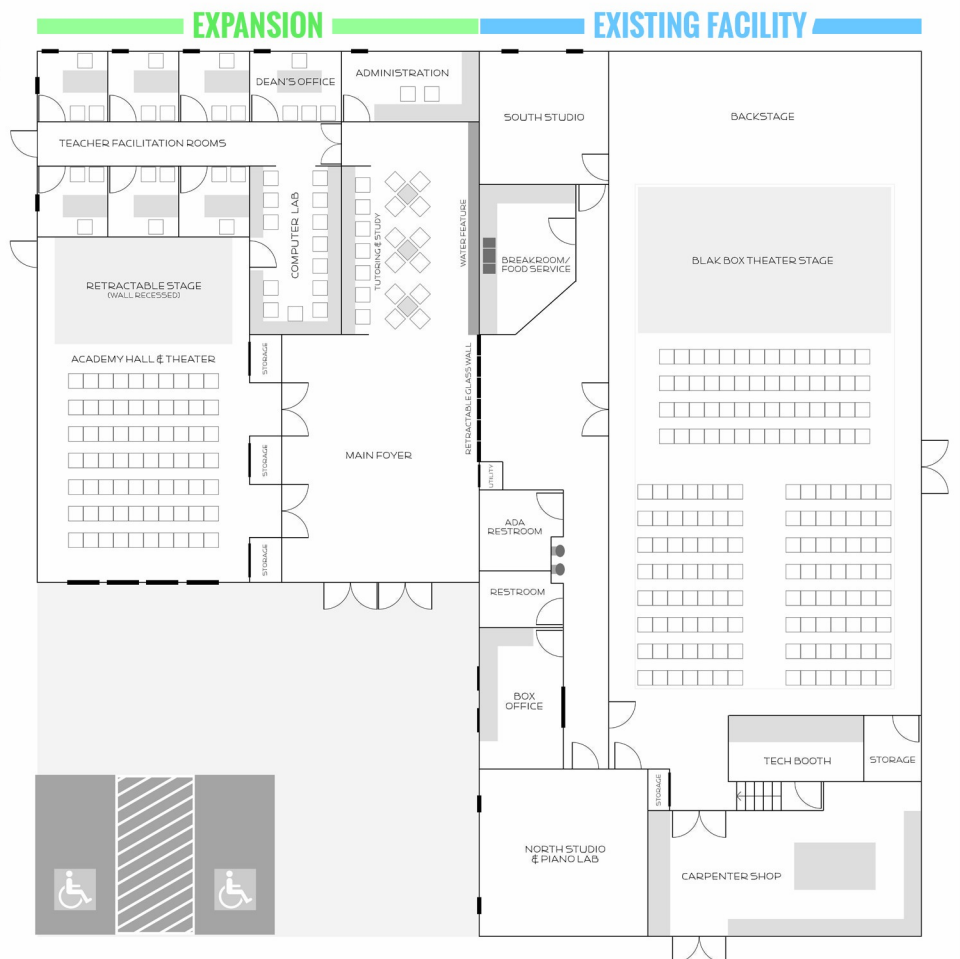 EXPANSION
EXISTING FACILITY
DEAN'S OFFICE
ADMINISTRATION
TEACHER FACILITATION ROOMS
SOUTH STUDIO
BACKSTAGE
COMPUTER LAB
TUTORING & STUDY
WATER FEATURE
BREAKROOM/
FOOD SERVICE
BLAK BOX THEATER STAGE
RETRACTABLE STAGE
(WALL RECESSED)
ACADEMY HALL & THEATER
STORAGE
RETRACTABLE GLASS WALL
MAIN FOYER
STORAGE
UTILITY
ADA
RESTROOM
STORAGE
RESTROOM
BOX
OFFICE
TECH BOOTH
STORAGE
STORAGE
NORTH STUDIO
& PIANO LAB
CARPENTER SHOP